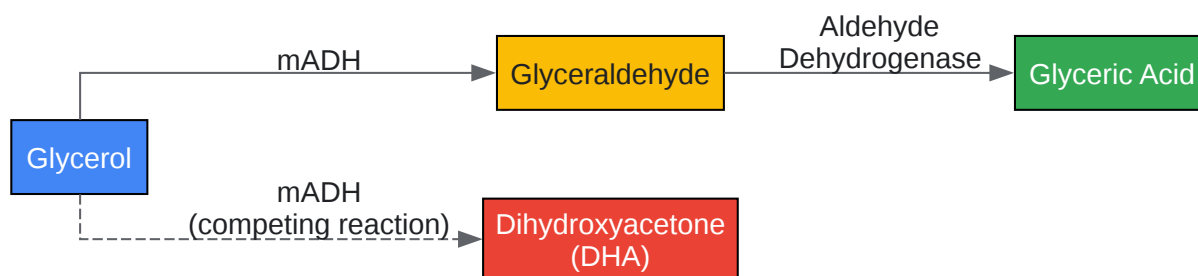 Aldehyde
Dehydrogenase
mADH
Glyceraldehyde
Glyceric Acid
Glycerol
mADH
(competing reaction)
Dihydroxyacetone
(DHA)